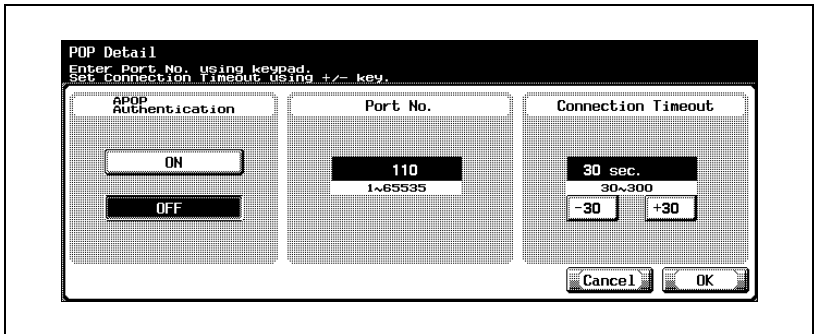 POP Detail
Enter Port No. using keypad.
Set Connection Timeout using +/- key.
APOP
Authentication
ON
OFF
Port No.
110
1~65535
Connection Timeout
30 sec.
30~300
-30 +30
Cancel OK